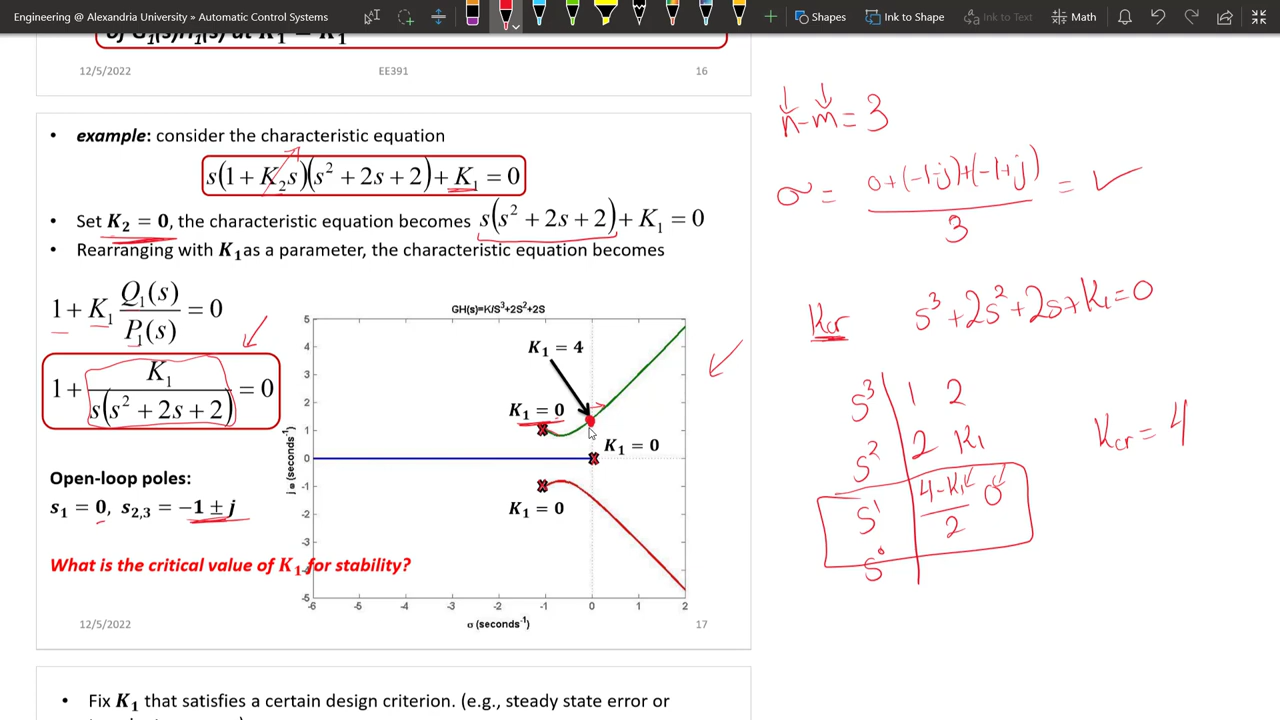 Engineering @ Alexandria University » Automatic Control Systems
Shapes
Ink to Shape
Ink to Text
Math
12/5/2022 EE391 16
• example: consider the characteristic equation
s(1 + K₂s)(s² + 2s + 2) + K₁ = 0
• Set K₂ = 0, the characteristic equation becomes s(s² + 2s + 2) + K₁ = 0
• Rearranging with K₁ as a parameter, the characteristic equation becomes
1 + K₁ Q₁(s)/P₁(s) = 0
1 + K₁/(s(s² + 2s + 2)) = 0
Open-loop poles:
s₁ = 0, s₂,₃ = −1 ± j
What is the critical value of K₁ for stability?
GH(s)=K/S³+2S²+2S
5
4
3
2
1
0
-1
-2
-3
-4
-5
-6 -5 -4 -3 -2 -1 0 1 2
jω (seconds⁻¹)
σ (seconds⁻¹)
K₁ = 4
K₁ = 0
K₁ = 0
K₁ = 0
12/5/2022 17
• Fix K₁ that satisfies a certain design criterion. (e.g., steady state error or
n-m = 3
σ = (0+(-1-j)+(-1+j))/3 = ✓
Kcr s³+2s²+2s+K₁=0
s³ 1 2
s² 2 K₁
s¹ (4-K₁)/2 0
s⁰
Kcr = 4